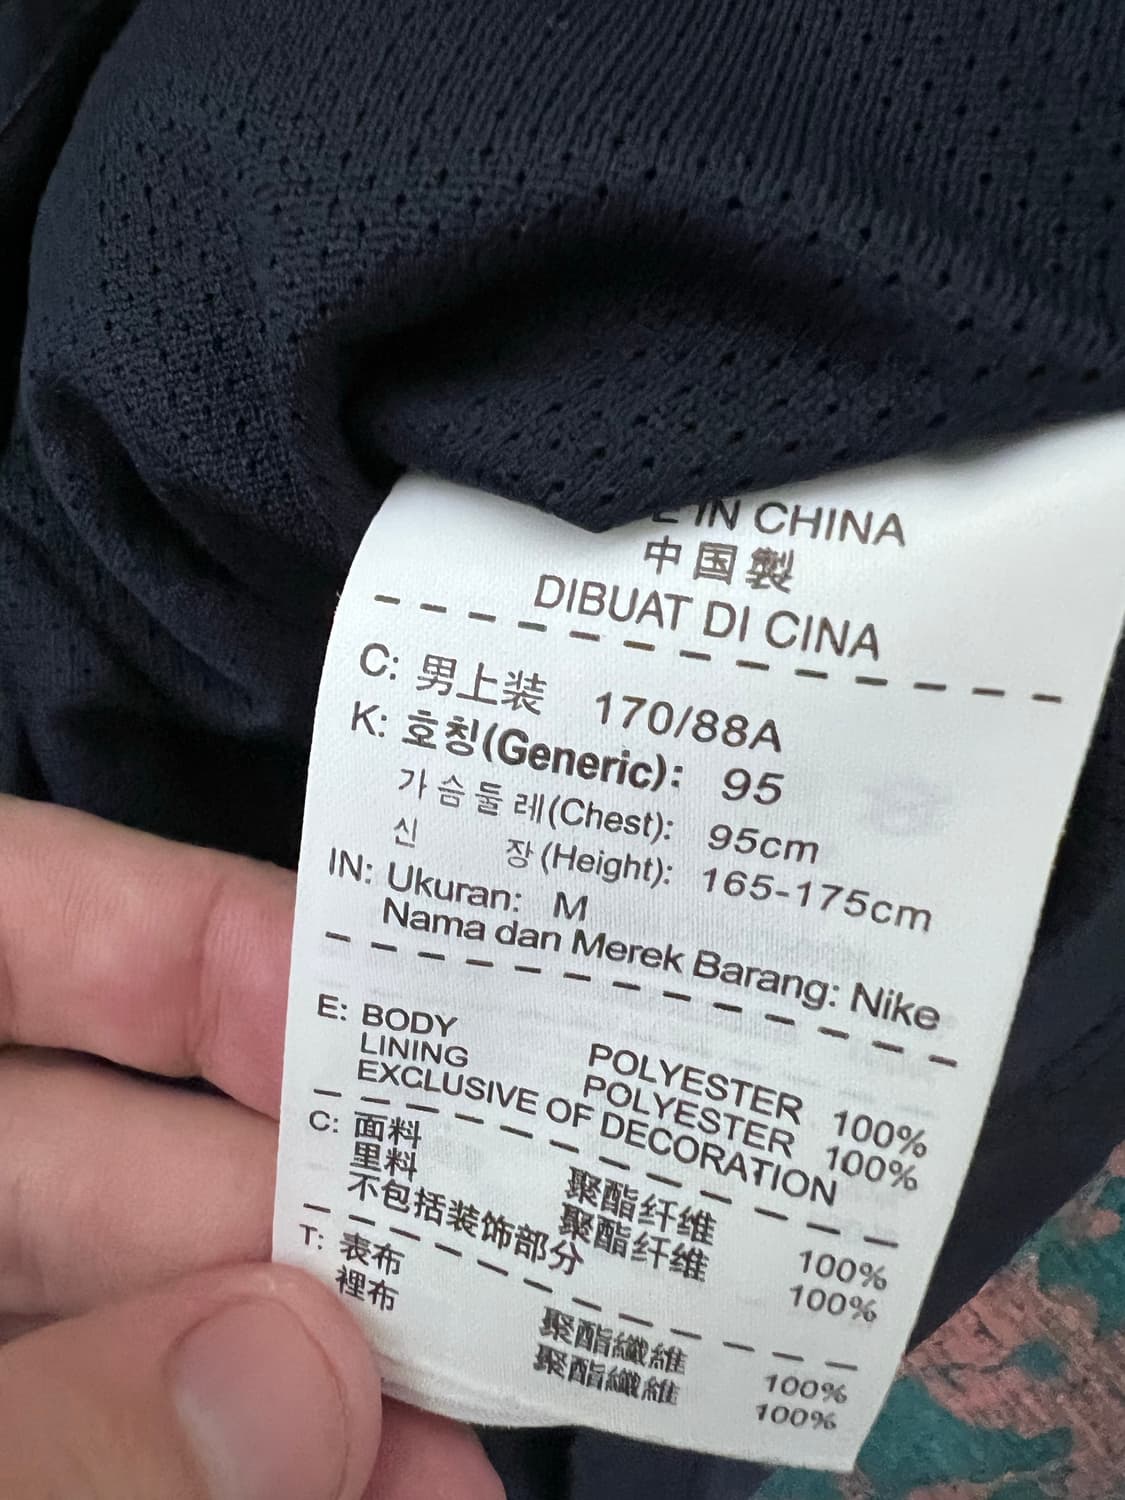 IN CHINA
中国製
DIBUAT DI CINA
C: 男上装 170/88A
K: 호칭(Generic): 95
가슴둘레(Chest): 95cm
신 장(Height): 165-175cm
IN: Ukuran: M
Nama dan Merek Barang: Nike
E: BODY POLYESTER 100%
LINING POLYESTER 100%
EXCLUSIVE OF DECORATION
C: 面料 聚酯纤维 100%
里料 聚酯纤维 100%
不包括装饰部分
T: 表布 聚酯纖維 100%
裡布 聚酯纖維 100%